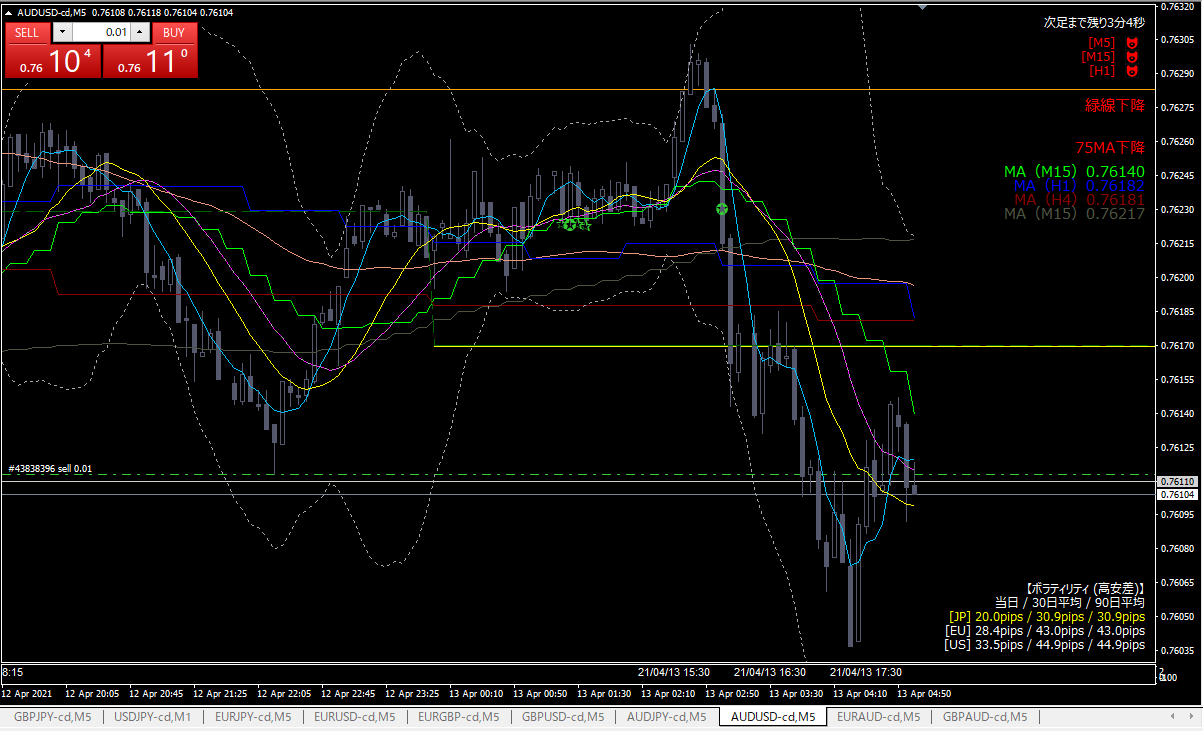 AUDUSD-cd,M5 0.76108 0.76118 0.76104 0.76104
SELL 0.01 BUY
0.76 10 4 0.76 11 0
次足まで残り3分4秒
[M5]
[M15]
[H1]
緑線下降
75MA下降
MA (M15) 0.76140
MA (H1) 0.76182
MA (H4) 0.76181
MA (M15) 0.76217
0.76320
0.76305
0.76290
0.76275
0.76260
0.76245
0.76230
0.76215
0.76200
0.76185
0.76170
0.76155
0.76140
0.76125
0.76110
0.76104
0.76095
0.76080
0.76065
0.76050
0.76035
#43838396 sell 0.01
【ボラティリティ (高安差)】
当日 / 30日平均 / 90日平均
[JP] 20.0pips / 30.9pips / 30.9pips
[EU] 28.4pips / 43.0pips / 43.0pips
[US] 33.5pips / 44.9pips / 44.9pips
8:15 21/04/13 15:30 21/04/13 16:30 21/04/13 17:30
12 Apr 2021 12 Apr 20:05 12 Apr 20:45 12 Apr 21:25 12 Apr 22:05 12 Apr 22:45 12 Apr 23:25 13 Apr 00:10 13 Apr 00:50 13 Apr 01:30 13 Apr 02:10 13 Apr 02:50 13 Apr 03:30 13 Apr 04:10 13 Apr 04:50
GBPJPY-cd,M5 USDJPY-cd,M1 EURJPY-cd,M5 EURUSD-cd,M5 EURGBP-cd,M5 GBPUSD-cd,M5 AUDJPY-cd,M5 AUDUSD-cd,M5 EURAUD-cd,M5 GBPAUD-cd,M5